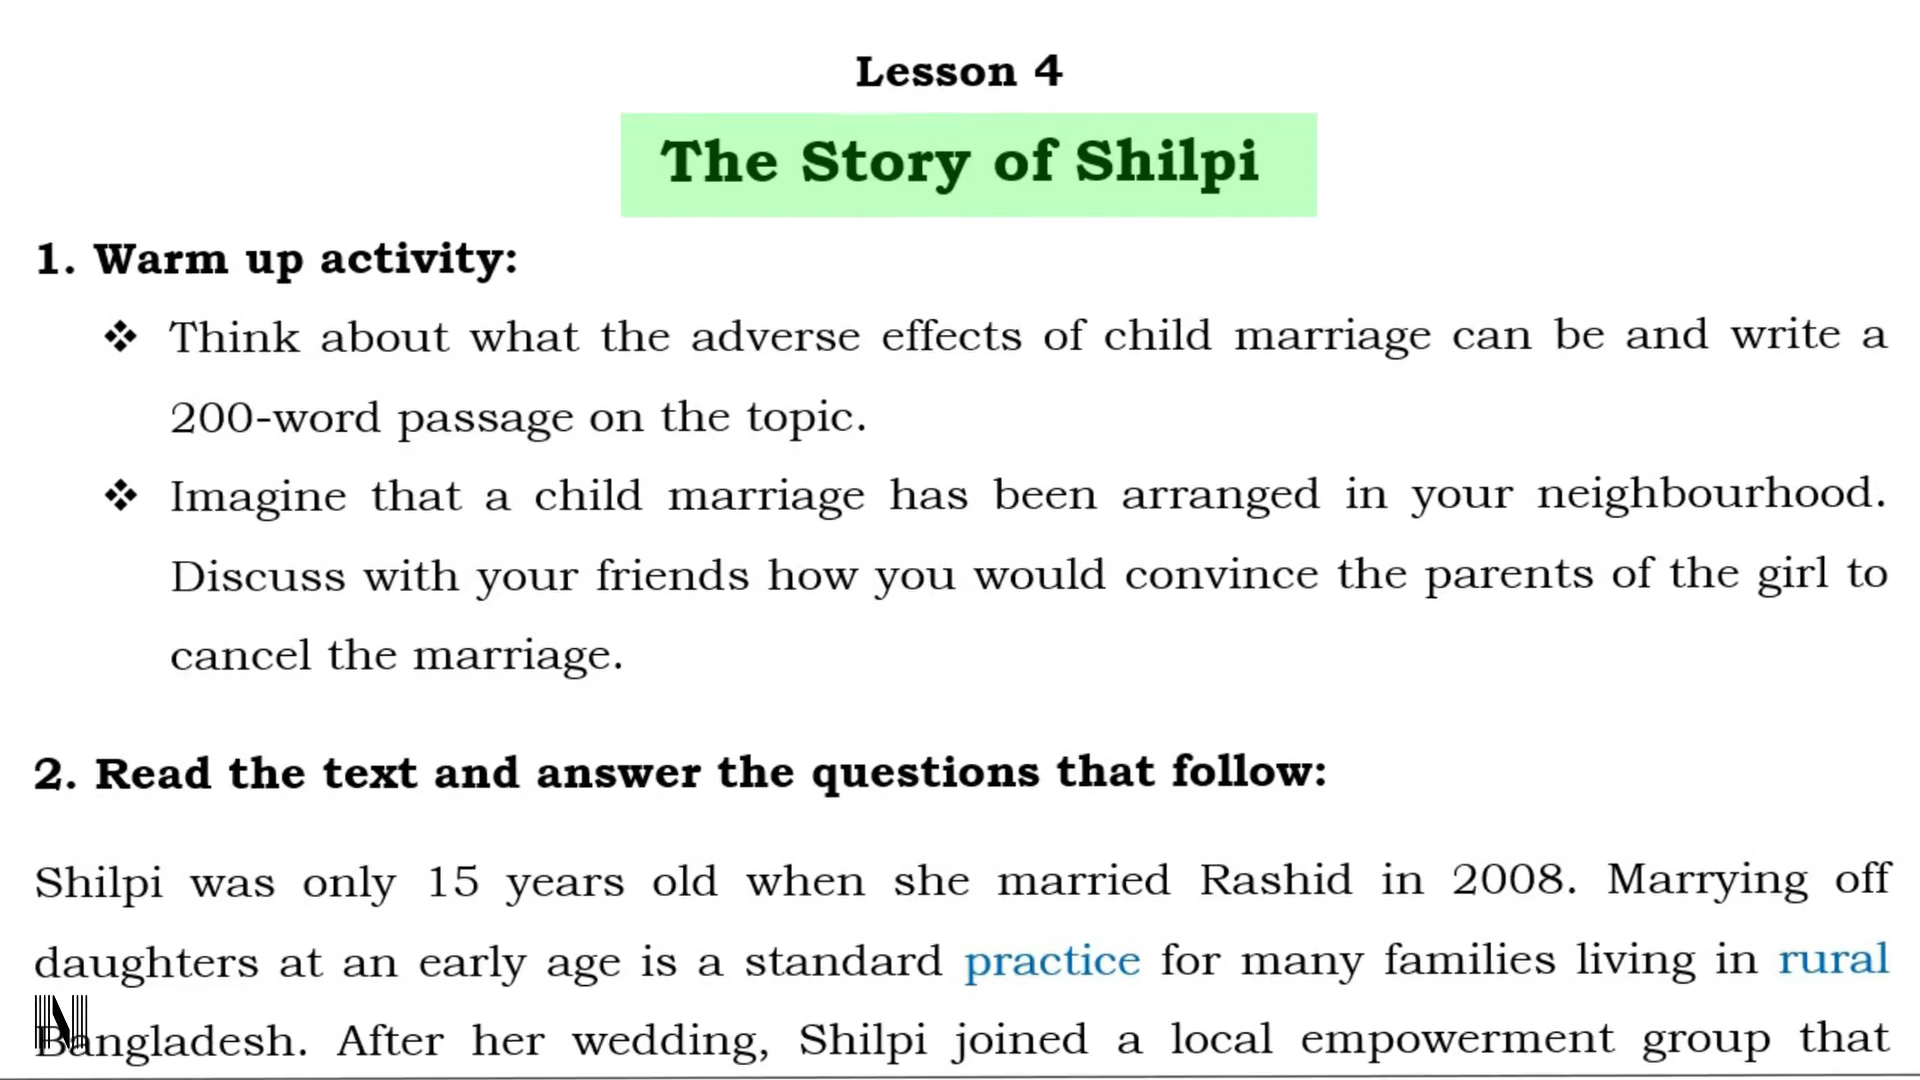 Lesson 4
The Story of Shilpi
1. Warm up activity:
❖ Think about what the adverse effects of child marriage can be and write a
200-word passage on the topic.
❖ Imagine that a child marriage has been arranged in your neighbourhood.
Discuss with your friends how you would convince the parents of the girl to
cancel the marriage.
2. Read the text and answer the questions that follow:
Shilpi was only 15 years old when she married Rashid in 2008. Marrying off
daughters at an early age is a standard practice for many families living in rural
Bangladesh. After her wedding, Shilpi joined a local empowerment group that